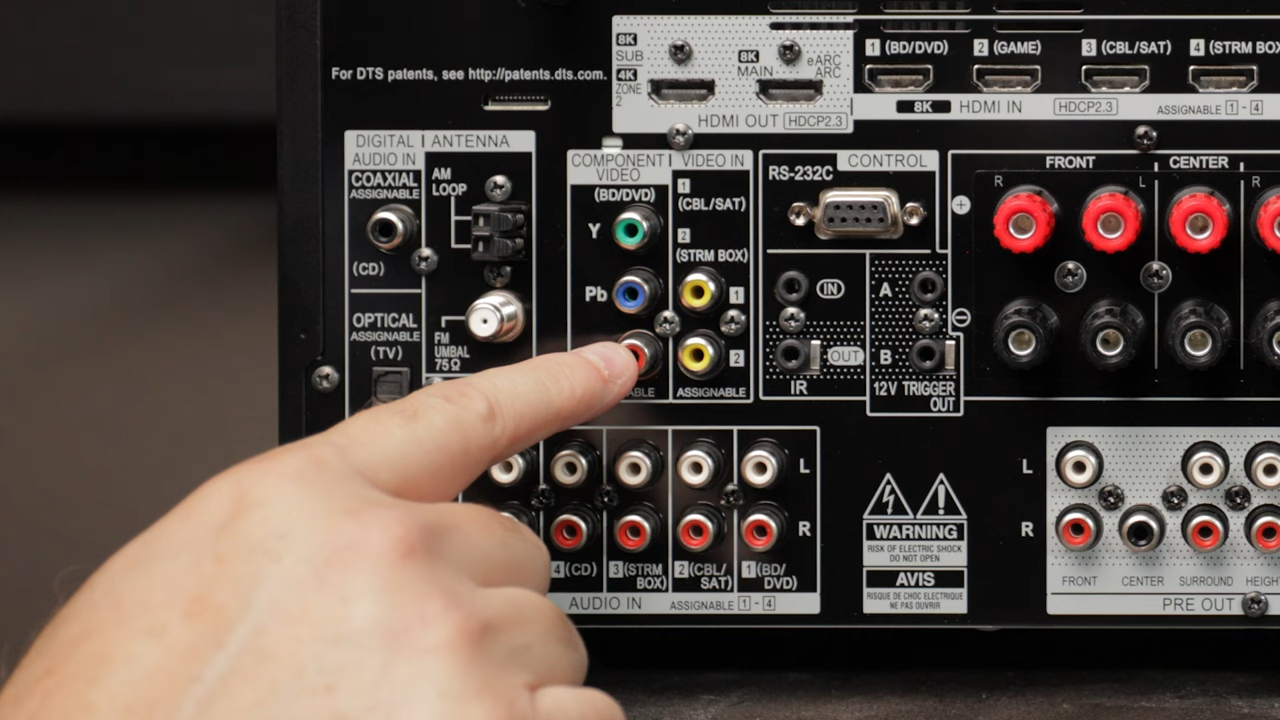 For DTS patents, see http://patents.dts.com.
8K
SUB
4K
ZONE
2
8K
MAIN
eARC
ARC
HDMI OUT HDCP2.3
1 (BD/DVD)
2 (GAME)
3 (CBL/SAT)
4 (STRM BOX
8K HDMI IN HDCP2.3 ASSIGNABLE 1 - 4
DIGITAL
AUDIO IN
COAXIAL
ASSIGNABLE
(CD)
OPTICAL
ASSIGNABLE
(TV)
ANTENNA
AM
LOOP
FM
UMBAL
75Ω
COMPONENT
VIDEO
(BD/DVD)
Y
Pb
ABLE
VIDEO IN
1
(CBL/SAT)
2
(STRM BOX)
1
2
ASSIGNABLE
CONTROL
RS-232C
IN
OUT
IR
A
B
12V TRIGGER
OUT
FRONT
CENTER
R
L
R
+
−
L
R
4 (CD)
3 (STRM
BOX)
2 (CBL/
SAT)
1 (BD/
DVD)
AUDIO IN ASSIGNABLE 1 - 4
WARNING
RISK OF ELECTRIC SHOCK
DO NOT OPEN
AVIS
RISQUE DE CHOC ELECTRIQUE
NE PAS OUVRIR
L
R
FRONT CENTER SURROUND HEIGH
PRE OUT